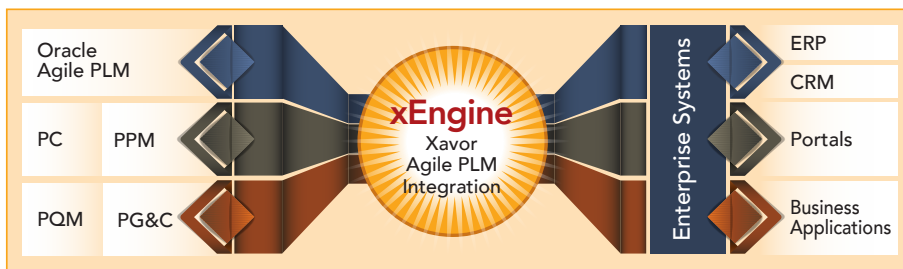 Oracle
Agile PLM
PC
PPM
PQM
PG&C
xEngine
Xavor
Agile PLM
Integration
Enterprise Systems
ERP
CRM
Portals
Business
Applications